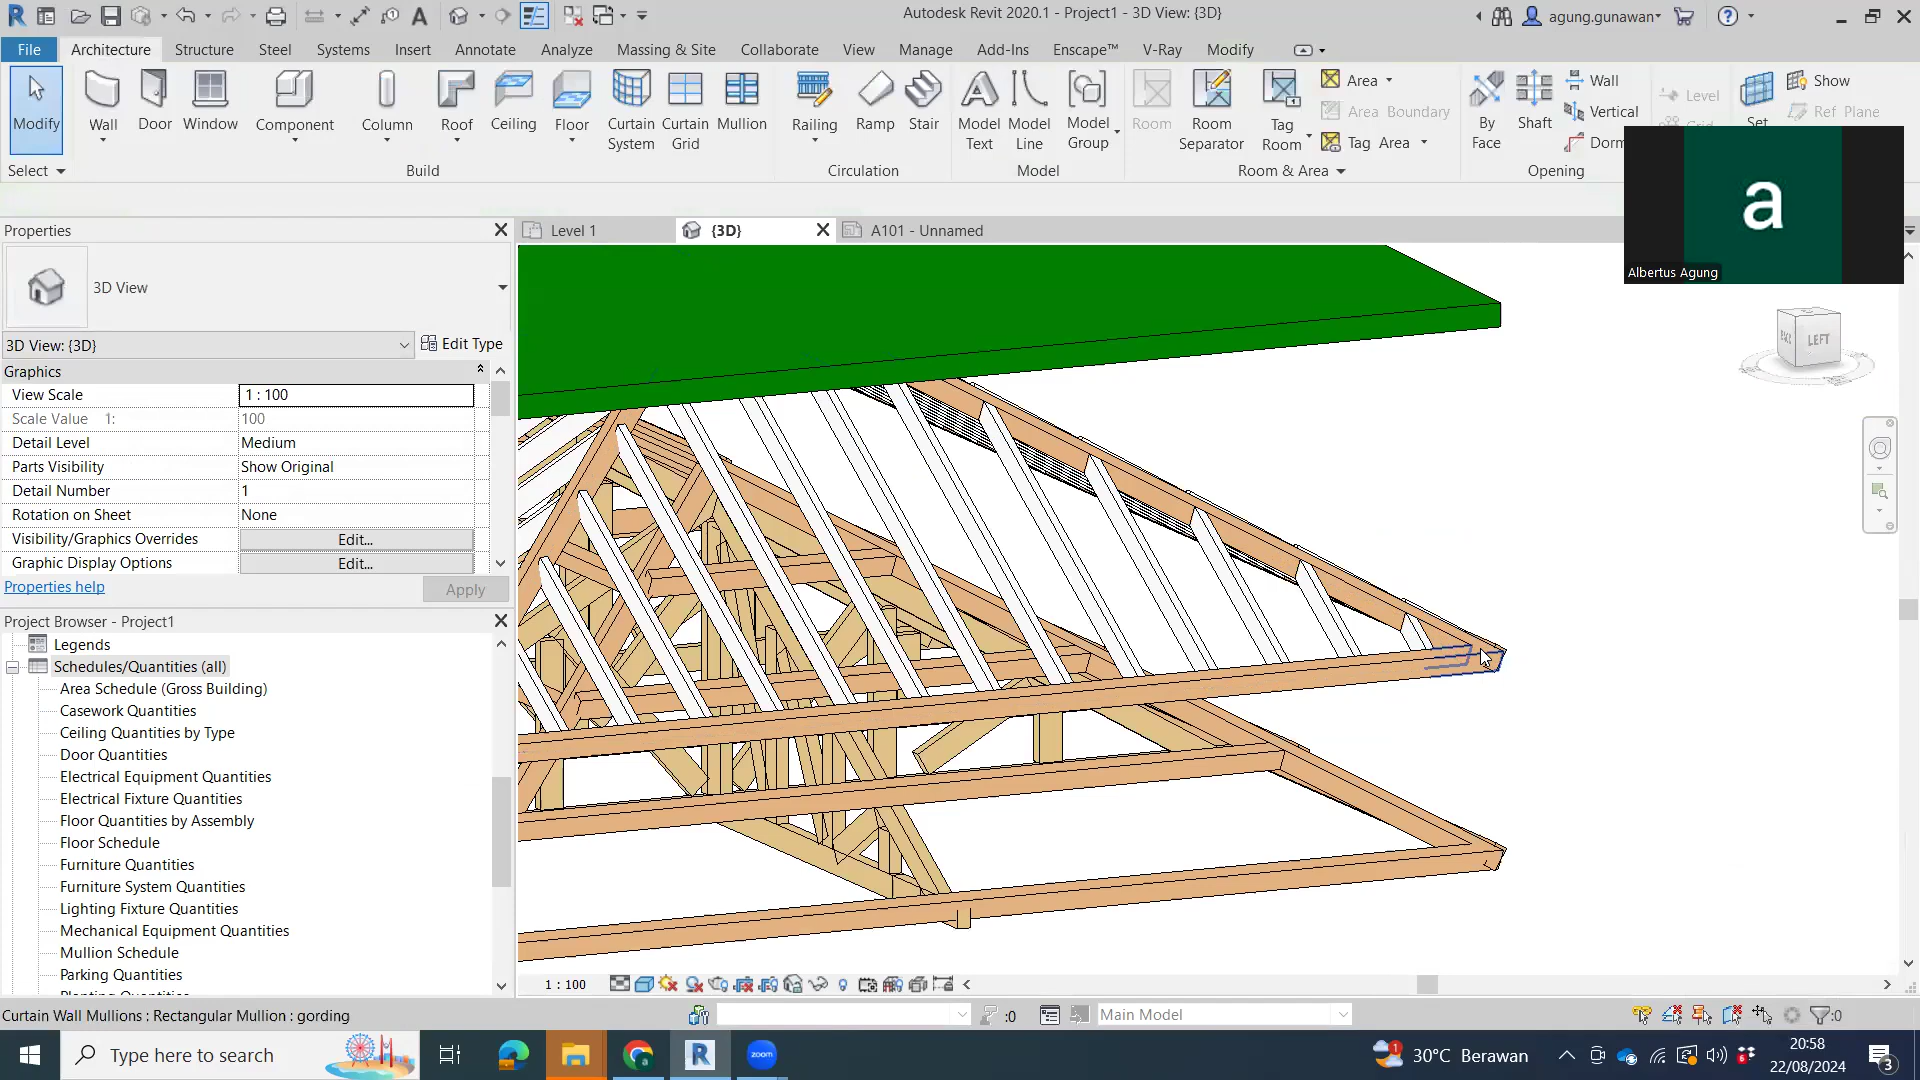 Autodesk Revit 2020.1 - Project1 - 3D View: {3D}
agung.gunawan
File
Architecture
Structure
Steel
Systems
Insert
Annotate
Analyze
Massing & Site
Collaborate
View
Manage
Add-Ins
Enscape™
V-Ray
Modify
Modify
Wall
Door
Window
Component
Column
Roof
Ceiling
Floor
Curtain System
Curtain Grid
Mullion
Railing
Ramp
Stair
Model Text
Model Line
Model Group
Room
Room Separator
Tag Room
Area
Area Boundary
Tag Area
By Face
Shaft
Wall
Vertical
Dorm
Level
Grid
Set
Show
Ref Plane
Select
Build
Circulation
Model
Room & Area
Opening
a
Albertus Agung
Properties
Level 1
{3D}
A101 - Unnamed
3D View
3D View: {3D}
Edit Type
Graphics
View Scale
1 : 100
Scale Value 1:
100
Detail Level
Medium
Parts Visibility
Show Original
Detail Number
1
Rotation on Sheet
None
Visibility/Graphics Overrides
Edit...
Graphic Display Options
Edit...
Properties help
Apply
LEFT
BACK
Project Browser - Project1
Legends
Schedules/Quantities (all)
Area Schedule (Gross Building)
Casework Quantities
Ceiling Quantities by Type
Door Quantities
Electrical Equipment Quantities
Electrical Fixture Quantities
Floor Quantities by Assembly
Floor Schedule
Furniture Quantities
Furniture System Quantities
Lighting Fixture Quantities
Mechanical Equipment Quantities
Mullion Schedule
Parking Quantities
1 : 100
Curtain Wall Mullions : Rectangular Mullion : gording
:0
Main Model
:0
Type here to search
zoom
1
30°C Berawan
20:58
22/08/2024
3